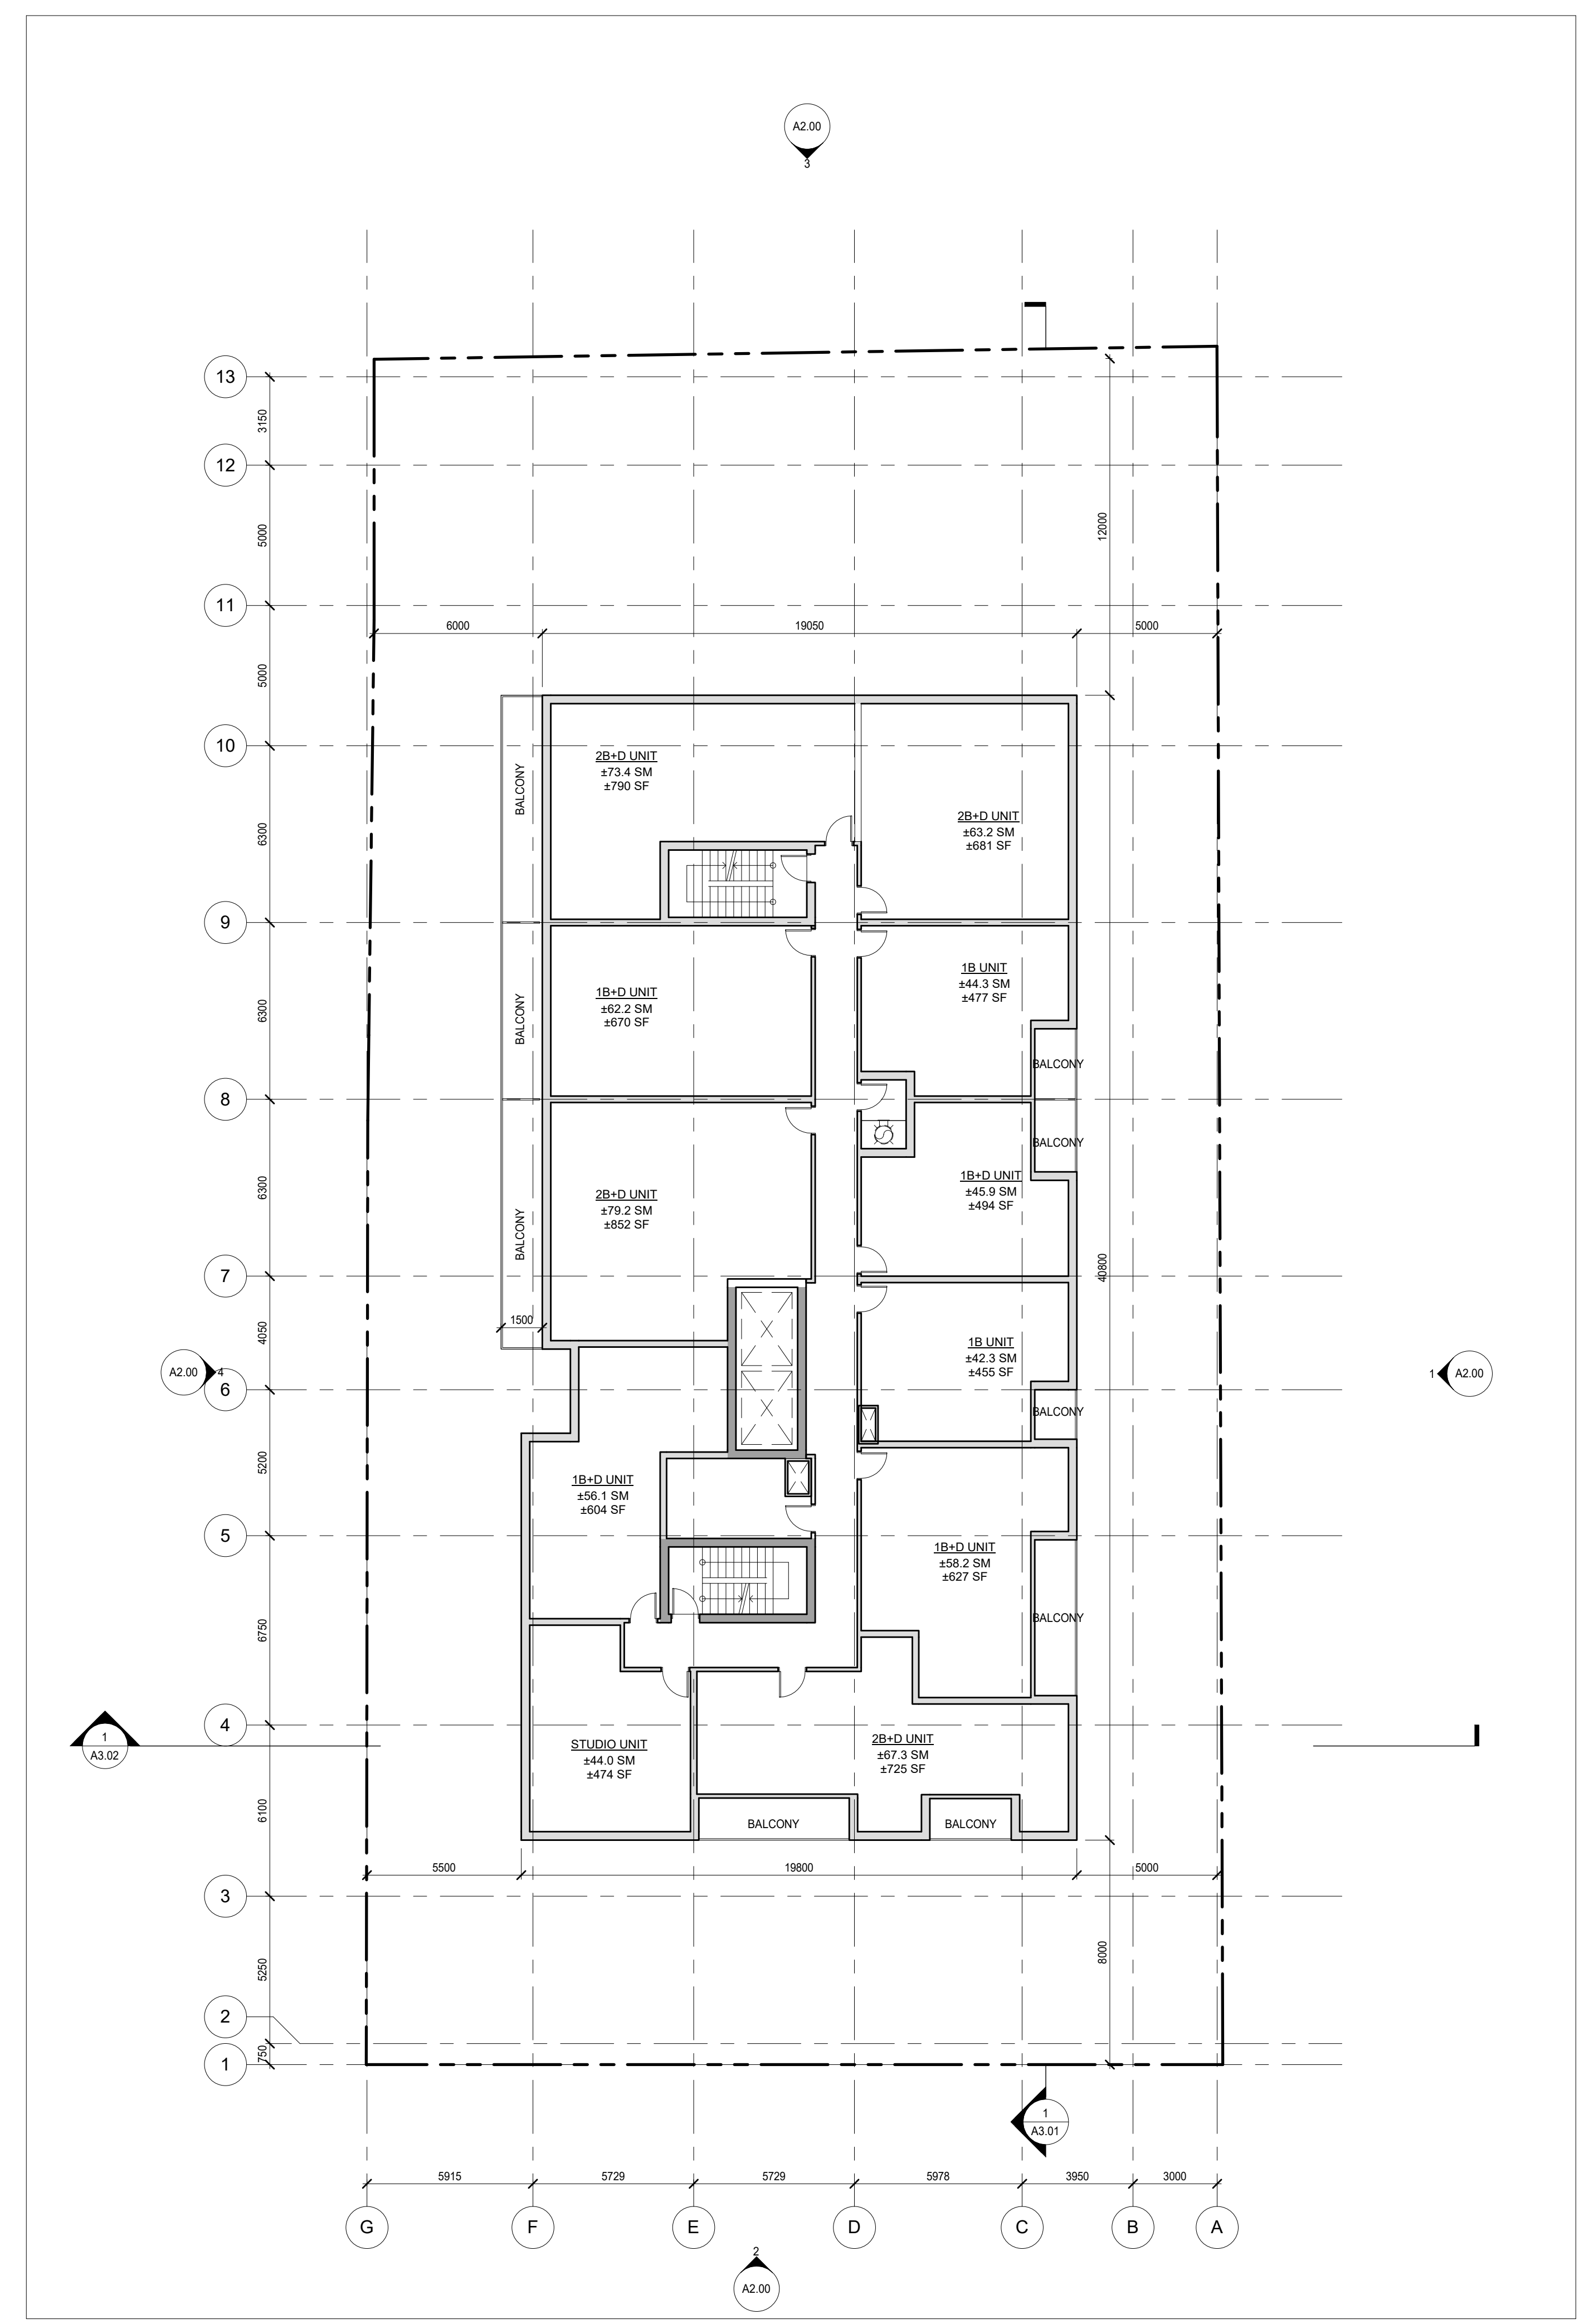 A2.00
3
13
3150
12
5000
12000
11
6000
19050
5000
5000
10
2B+D UNIT
±73.4 SM
±790 SF
BALCONY
2B+D UNIT
±63.2 SM
±681 SF
6300
9
1B+D UNIT
±62.2 SM
±670 SF
BALCONY
1B UNIT
±44.3 SM
±477 SF
6300
BALCONY
8
BALCONY
2B+D UNIT
±79.2 SM
±852 SF
BALCONY
1B+D UNIT
±45.9 SM
±494 SF
6300
40800
7
1500
4050
1B UNIT
±42.3 SM
±455 SF
A2.00
4
1
A2.00
6
BALCONY
5200
1B+D UNIT
±56.1 SM
±604 SF
5
1B+D UNIT
±58.2 SM
±627 SF
BALCONY
6750
4
1
A3.02
STUDIO UNIT
±44.0 SM
±474 SF
2B+D UNIT
±67.3 SM
±725 SF
6100
BALCONY
BALCONY
5500
19800
5000
3
5250
8000
2
750
1
1
A3.01
5915
5729
5729
5978
3950
3000
G
F
E
D
C
B
A
2
A2.00